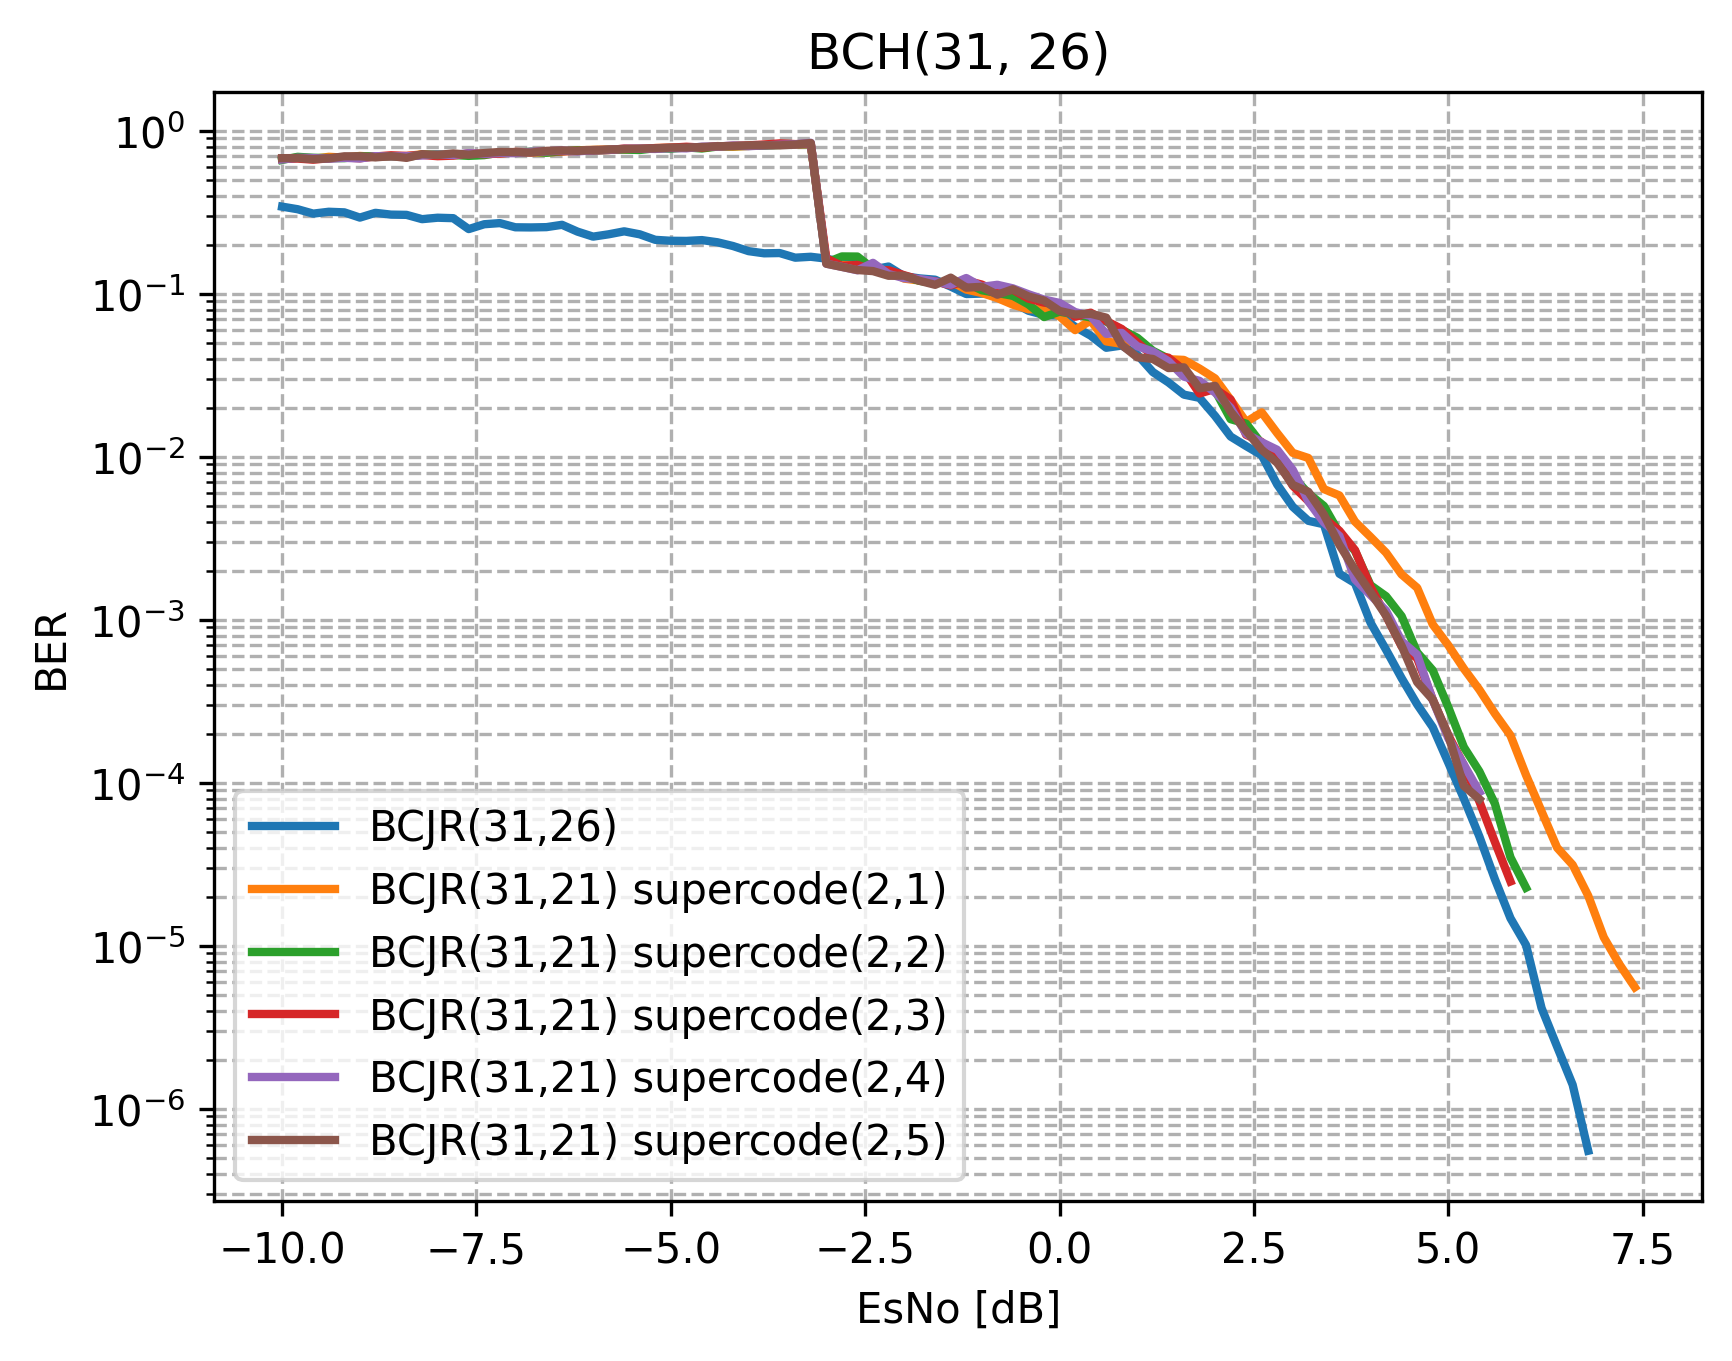 BCH(31, 26)
10⁰
10⁻¹
10⁻²
10⁻³
10⁻⁴
10⁻⁵
10⁻⁶
BER
BCJR(31,26)
BCJR(31,21) supercode(2,1)
BCJR(31,21) supercode(2,2)
BCJR(31,21) supercode(2,3)
BCJR(31,21) supercode(2,4)
BCJR(31,21) supercode(2,5)
−10.0 −7.5 −5.0 −2.5 0.0 2.5 5.0 7.5
EsNo [dB]